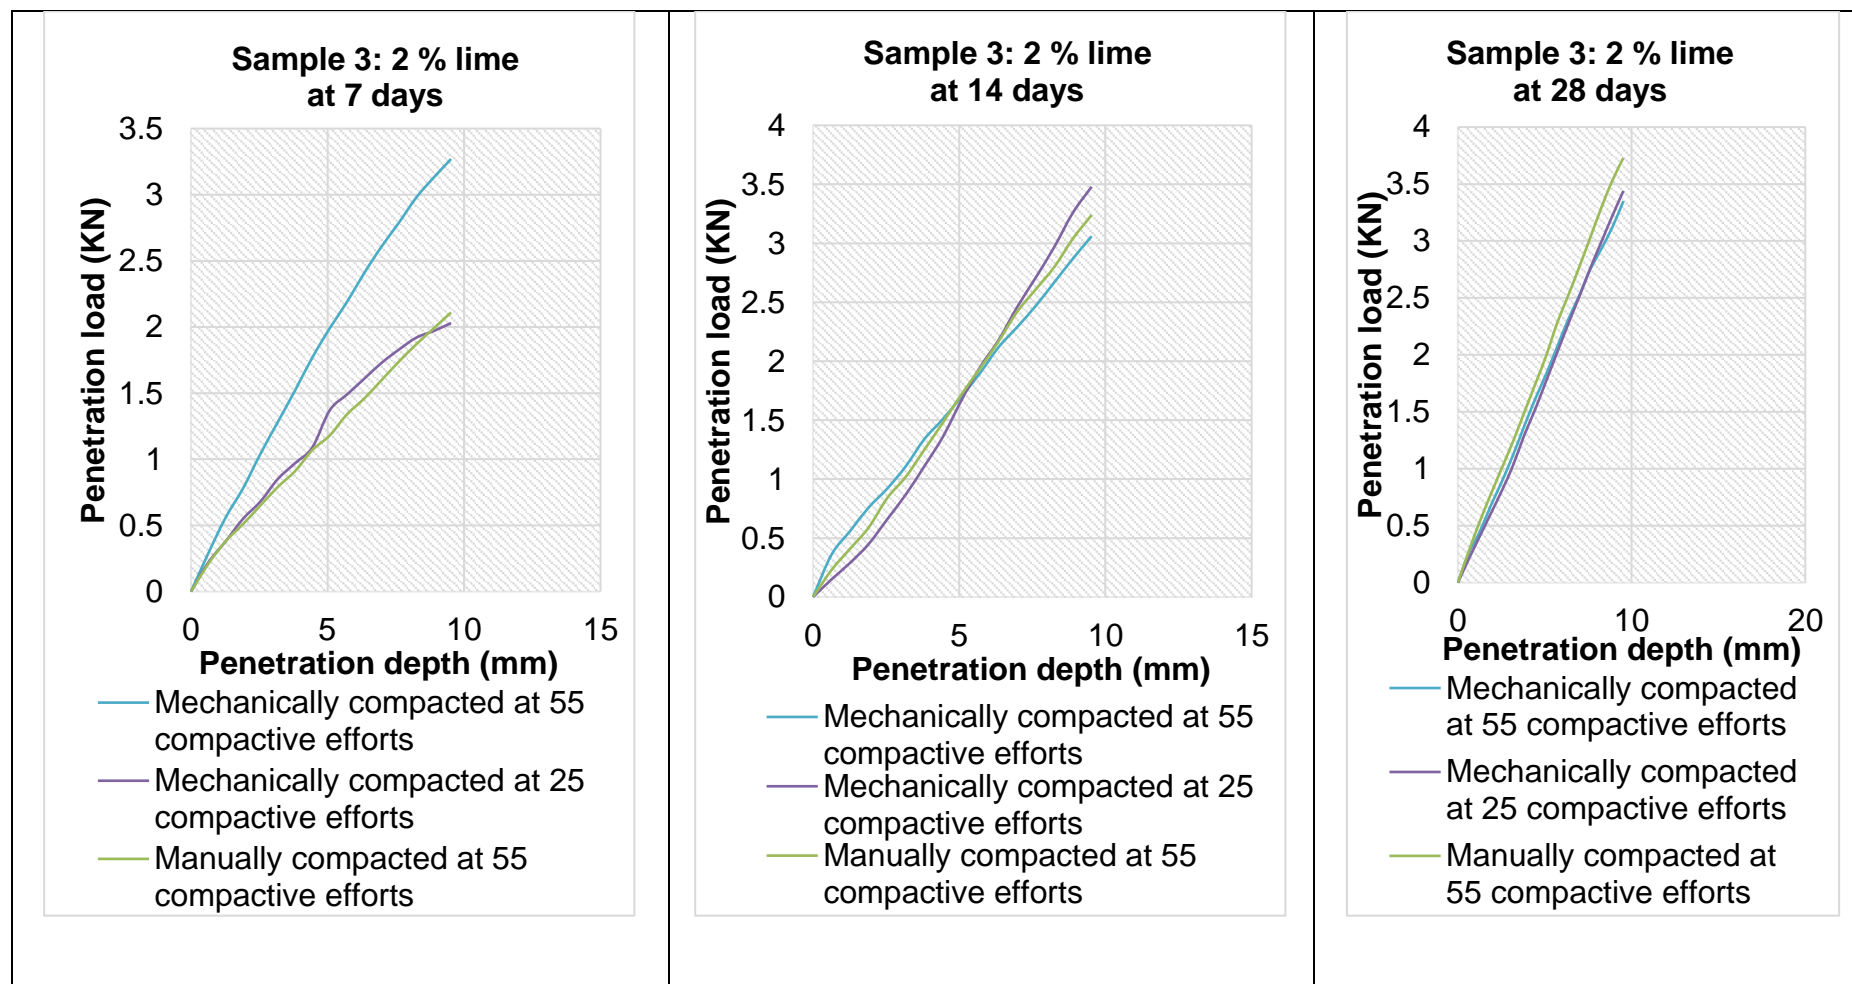 Sample 3: 2 % lime
at 7 days
3.5
3
2.5
2
1.5
1
0.5
0
Penetration load (KN)
0 5 10 15
Penetration depth (mm)
Mechanically compacted at 55
compactive efforts
Mechanically compacted at 25
compactive efforts
Manually compacted at 55
compactive efforts
Sample 3: 2 % lime
at 14 days
4
3.5
3
2.5
2
1.5
1
0.5
0
Penetration load (KN)
0 5 10 15
Penetration depth (mm)
Mechanically compacted at 55
compactive efforts
Mechanically compacted at 25
compactive efforts
Manually compacted at 55
compactive efforts
Sample 3: 2 % lime
at 28 days
4
3.5
3
2.5
2
1.5
1
0.5
0
Penetration load (KN)
0 10 20
Penetration depth (mm)
Mechanically compacted
at 55 compactive efforts
Mechanically compacted
at 25 compactive efforts
Manually compacted at
55 compactive efforts